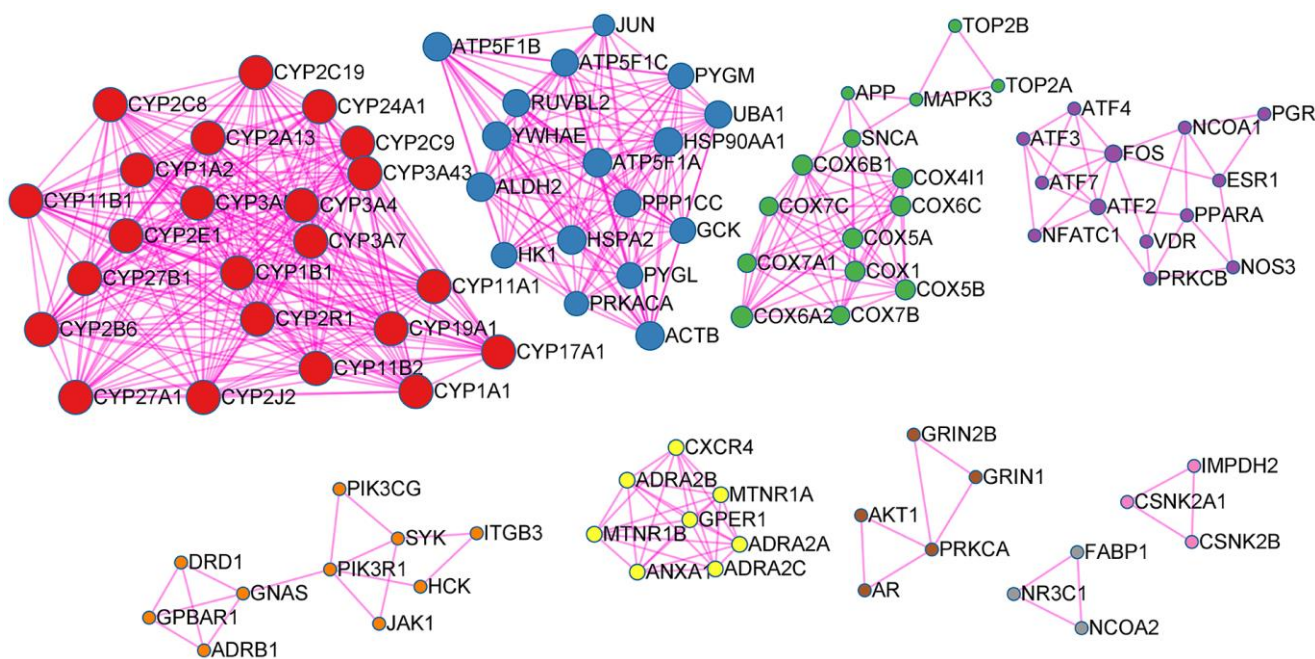 JUN
TOP2B
ATP5F1B
CYP2C19
ATP5F1C
PYGM
TOP2A
APP
MAPK3
CYP2C8
CYP24A1
RUVBL2
UBA1
ATF4
PGR
NCOA1
CYP2A13
CYP2C9
YWHAE
HSP90AA1
SNCA
ATF3
FOS
CYP1A2
CYP3A43
ATP5F1A
COX6B1
COX4I1
ATF7
ESR1
ALDH2
CYP11B1
CYP3A4
PPP1CC
COX7C
COX6C
ATF2
PPARA
CYP2E1
CYP3A7
HSPA2
GCK
COX5A
NFATC1
VDR
HK1
COX7A1
COX1
PRKCB
NOS3
CYP27B1
CYP1B1
CYP11A1
PYGL
COX5B
PRKACA
COX6A2
COX7B
CYP2B6
CYP2R1
CYP19A1
ACTB
CYP17A1
CYP11B2
CYP27A1
CYP2J2
CYP1A1
CXCR4
GRIN2B
IMPDH2
PIK3CG
ADRA2B
MTNR1A
GRIN1
CSNK2A1
SYK
ITGB3
MTNR1B
GPER1
AKT1
ADRA2A
CSNK2B
DRD1
PIK3R1
PRKCA
FABP1
GNAS
HCK
ANXA1
ADRA2C
AR
NR3C1
GPBAR1
JAK1
NCOA2
ADRB1